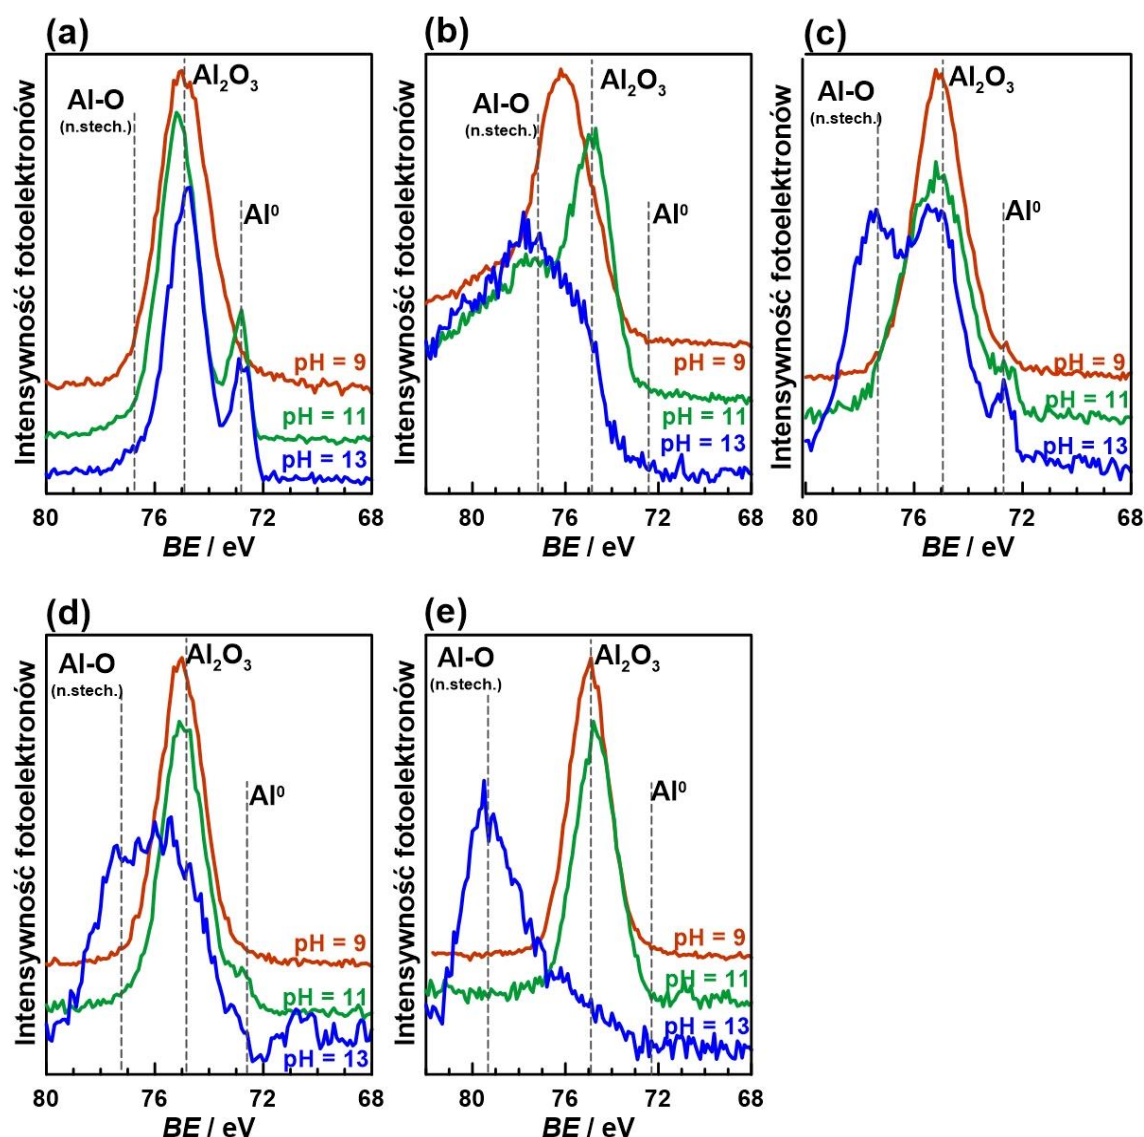 (a)
Intensywność fotoelektronów
Al-O
(n.stech.)
Al₂O₃
Al⁰
pH = 9
pH = 11
pH = 13
80 76 72 68
BE / eV
(b)
Intensywność fotoelektronów
Al-O
(n.stech.)
Al₂O₃
Al⁰
pH = 9
pH = 11
pH = 13
80 76 72 68
BE / eV
(c)
Intensywność fotoelektronów
Al-O
(n.stech.)
Al₂O₃
Al⁰
pH = 9
pH = 11
pH = 13
80 76 72 68
BE / eV
(d)
Intensywność fotoelektronów
Al-O
(n.stech.)
Al₂O₃
Al⁰
pH = 9
pH = 11
pH = 13
80 76 72 68
BE / eV
(e)
Intensywność fotoelektronów
Al-O
(n.stech.)
Al₂O₃
Al⁰
pH = 9
pH = 11
pH = 13
80 76 72 68
BE / eV